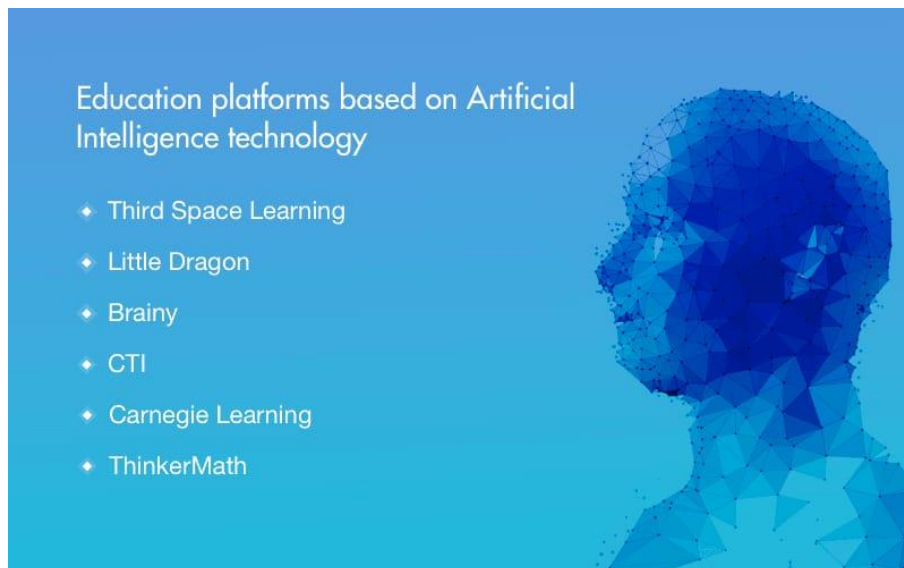 Education platforms based on Artificial
Intelligence technology
Third Space Learning
Little Dragon
Brainy
CTI
Carnegie Learning
ThinkerMath